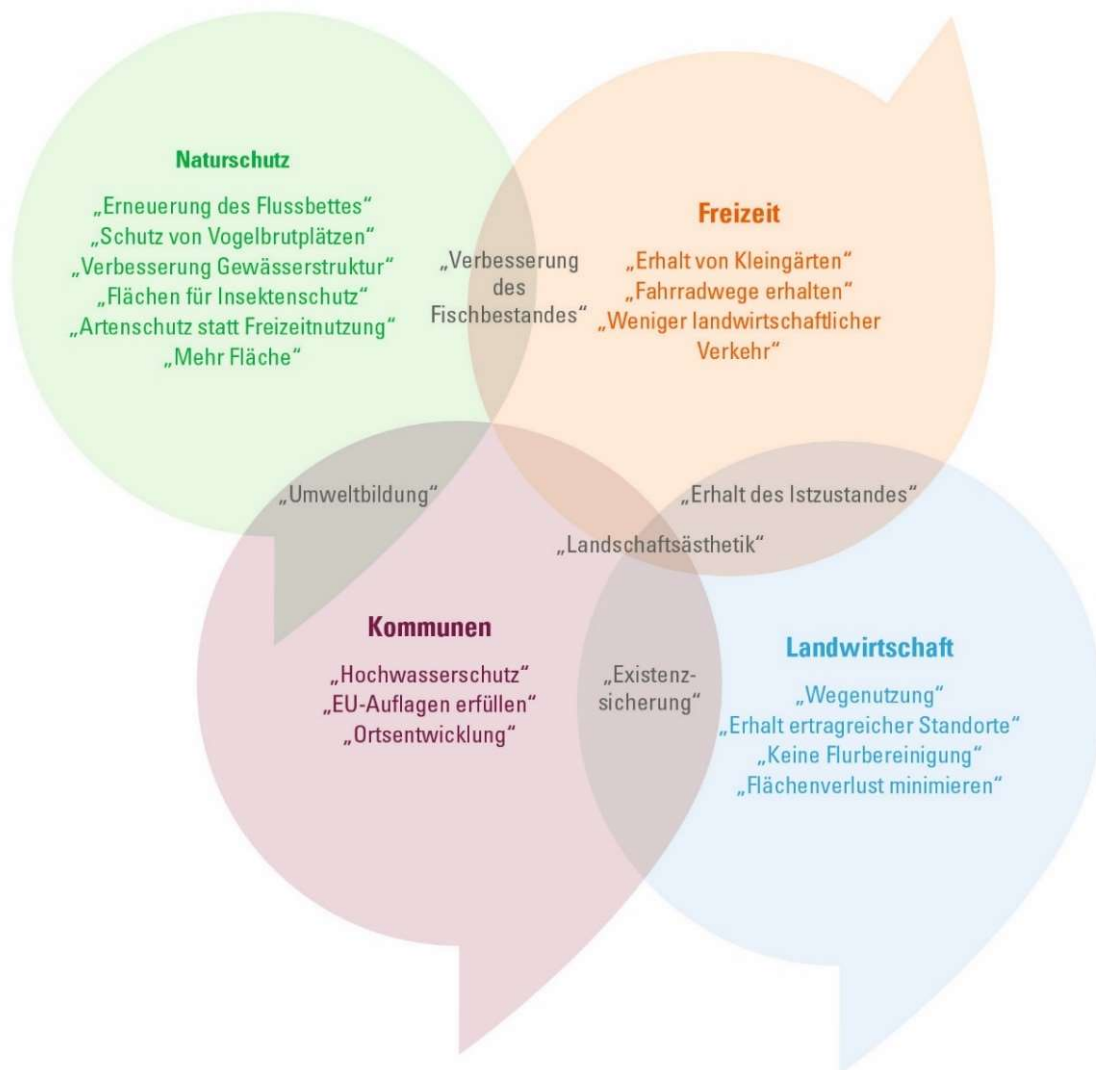 Naturschutz
„Erneuerung des Flussbettes“
„Schutz von Vogelbrutplätzen“
„Verbesserung Gewässerstruktur“
„Flächen für Insektenschutz“
„Artenschutz statt Freizeitnutzung“
„Mehr Fläche“
„Verbesserung
des
Fischbestandes“
Freizeit
„Erhalt von Kleingärten“
„Fahrradwege erhalten“
„Weniger landwirtschaftlicher
Verkehr“
„Umweltbildung“
„Erhalt des Istzustandes“
„Landschaftsästhetik“
Kommunen
„Hochwasserschutz“
„EU-Auflagen erfüllen“
„Ortsentwicklung“
„Existenz-
sicherung“
Landwirtschaft
„Wegenutzung“
„Erhalt ertragreicher Standorte“
„Keine Flurbereinigung“
„Flächenverlust minimieren“